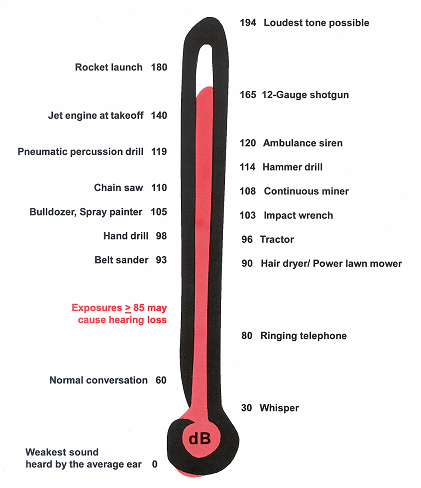 194 Loudest tone possible
Rocket launch 180
165 12-Gauge shotgun
Jet engine at takeoff 140
120 Ambulance siren
Pneumatic percussion drill 119
114 Hammer drill
Chain saw 110
108 Continuous miner
Bulldozer, Spray painter 105
103 Impact wrench
Hand drill 98
96 Tractor
Belt sander 93
90 Hair dryer/ Power lawn mower
Exposures ≥ 85 may
cause hearing loss
80 Ringing telephone
Normal conversation 60
30 Whisper
dB
Weakest sound
heard by the average ear 0